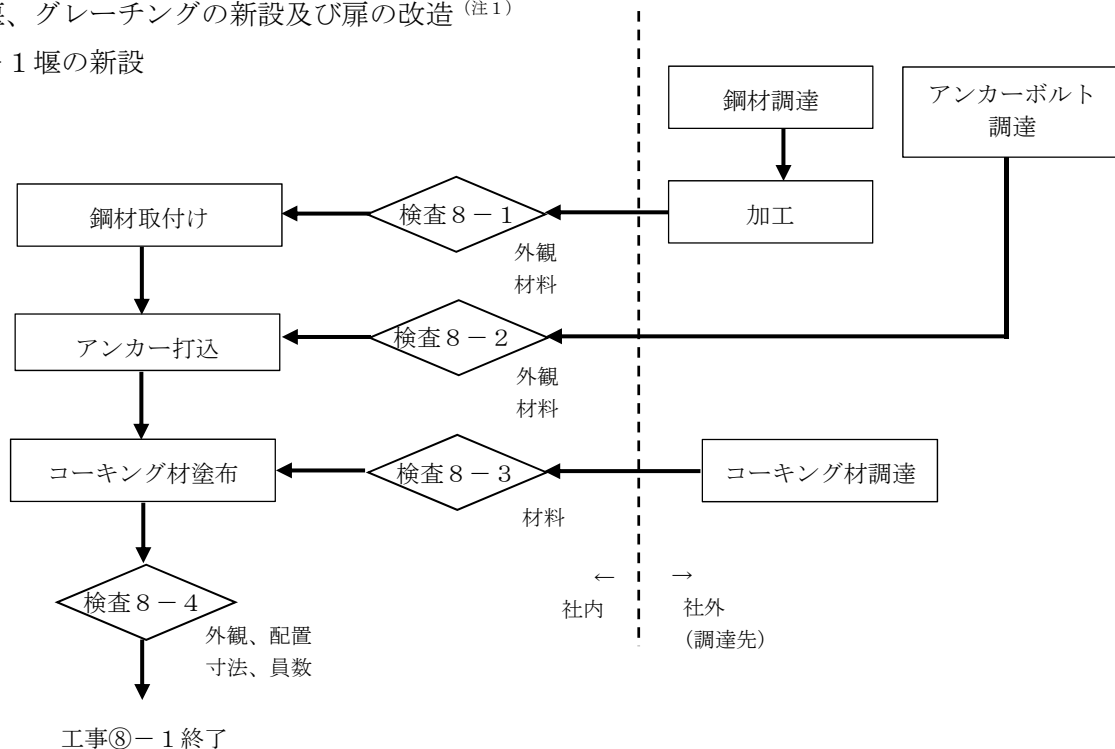 、グレーチングの新設及び扉の改造(注1)
1堰の新設
鋼材調達
アンカーボルト
調達
鋼材取付け
検査8-1
加工
外観
材料
アンカー打込
検査8-2
外観
材料
コーキング材塗布
検査8-3
コーキング材調達
材料
検査8-4
外観、配置
寸法、員数
←
社内
→
社外
(調達先)
工事⑧-1終了